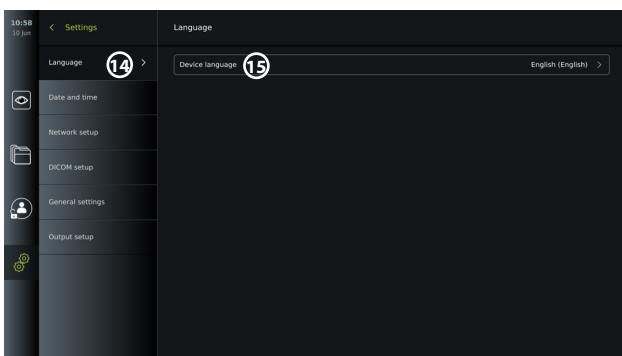 10:58
10 Jun
Settings
Language
Language
14
Device language
15
English (English)
Date and time
Network setup
DICOM setup
General settings
Output setup